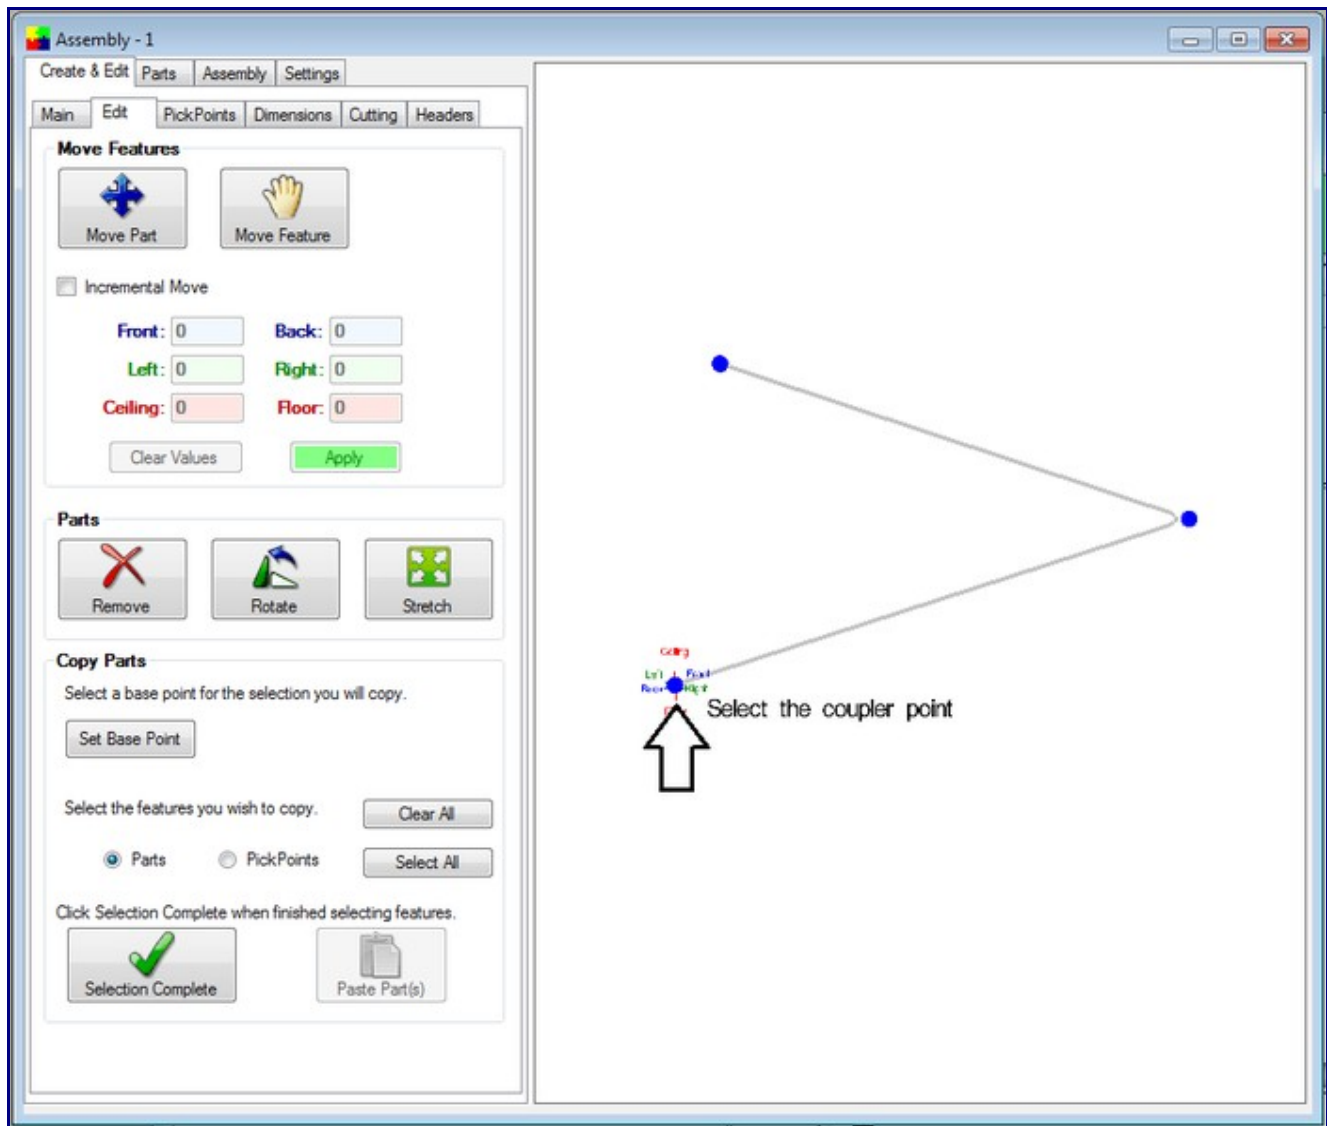 Assembly - 1
Create & Edit Parts Assembly Settings
Main Edit PickPoints Dimensions Cutting Headers
Move Features
Move Part Move Feature
Incremental Move
Front: 0 Back: 0
Left: 0 Right: 0
Ceiling: 0 Floor: 0
Clear Values Apply
Parts
Remove Rotate Stretch
Copy Parts
Select a base point for the selection you will copy.
Set Base Point
Select the features you wish to copy. Clear All
Parts PickPoints Select All
Click Selection Complete when finished selecting features.
Selection Complete Paste Part(s)
Ceiling
Left Front
Right
Select the coupler point